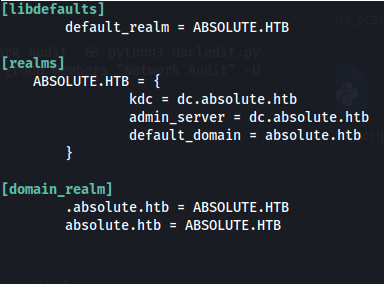 [libdefaults]
default_realm = ABSOLUTE.HTB
[realms]
ABSOLUTE.HTB = {
kdc = dc.absolute.htb
admin_server = dc.absolute.htb
default_domain = absolute.htb
}
[domain_realm]
.absolute.htb = ABSOLUTE.HTB
absolute.htb = ABSOLUTE.HTB